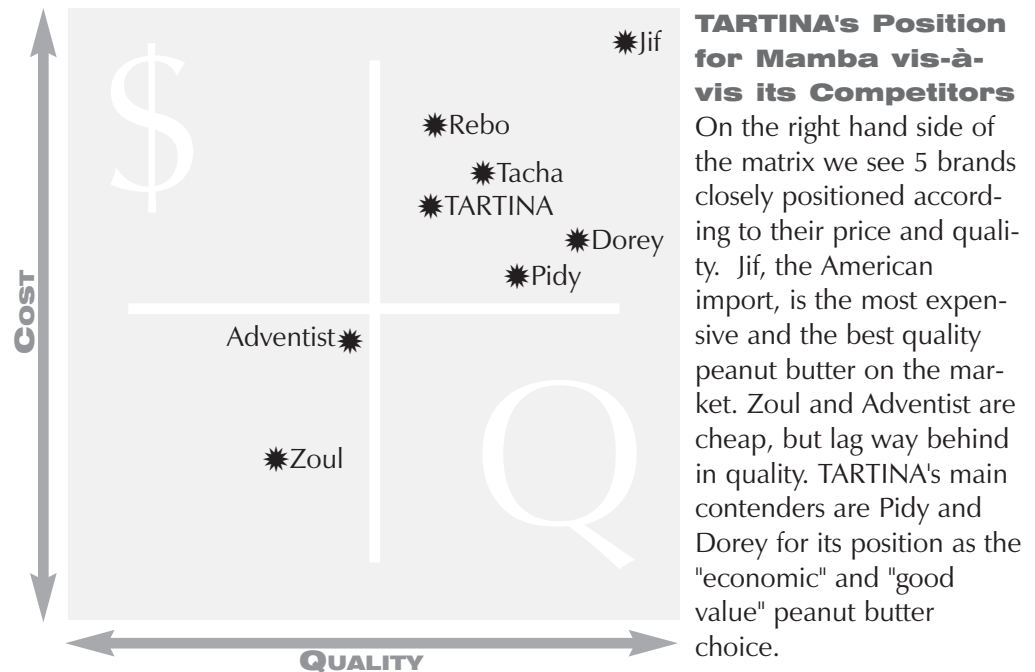 $
Jif
Rebo
Tacha
TARTINA
Dorey
Pidy
Adventist
Zoul
Q
COST
QUALITY
TARTINA's Position
for Mamba vis-à-
vis its Competitors
On the right hand side of
the matrix we see 5 brands
closely positioned accord-
ing to their price and quali-
ty.  Jif, the American
import, is the most expen-
sive and the best quality
peanut butter on the mar-
ket. Zoul and Adventist are
cheap, but lag way behind
in quality. TARTINA's main
contenders are Pidy and
Dorey for its position as the
"economic" and "good
value" peanut butter
choice.